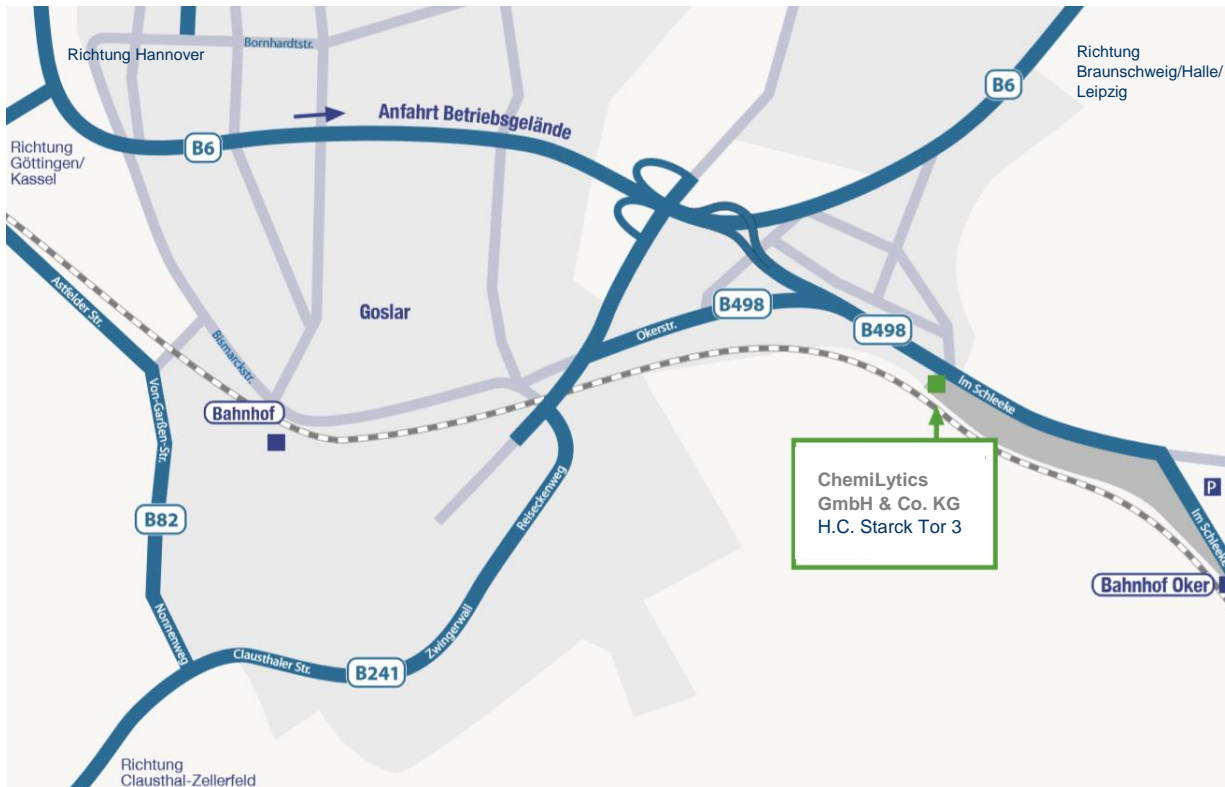 Bornhardtstr.
Richtung Hannover
Richtung
Braunschweig/Halle/
Leipzig
B6
Anfahrt Betriebsgelände
B6
Richtung
Göttingen/
Kassel
Astfelder Str.
Goslar
B498
Okerstr.
B498
Bismarckstr.
Im Schleeke
Von-Garßen-Str.
Bahnhof
ChemiLytics
GmbH & Co. KG
H.C. Starck Tor 3
P
Reiseckenweg
B82
Im Schleeke
Bahnhof Oker
Nonnenweg
Zwingerwall
Clausthaler Str.
B241
Richtung
Clausthal-Zellerfeld